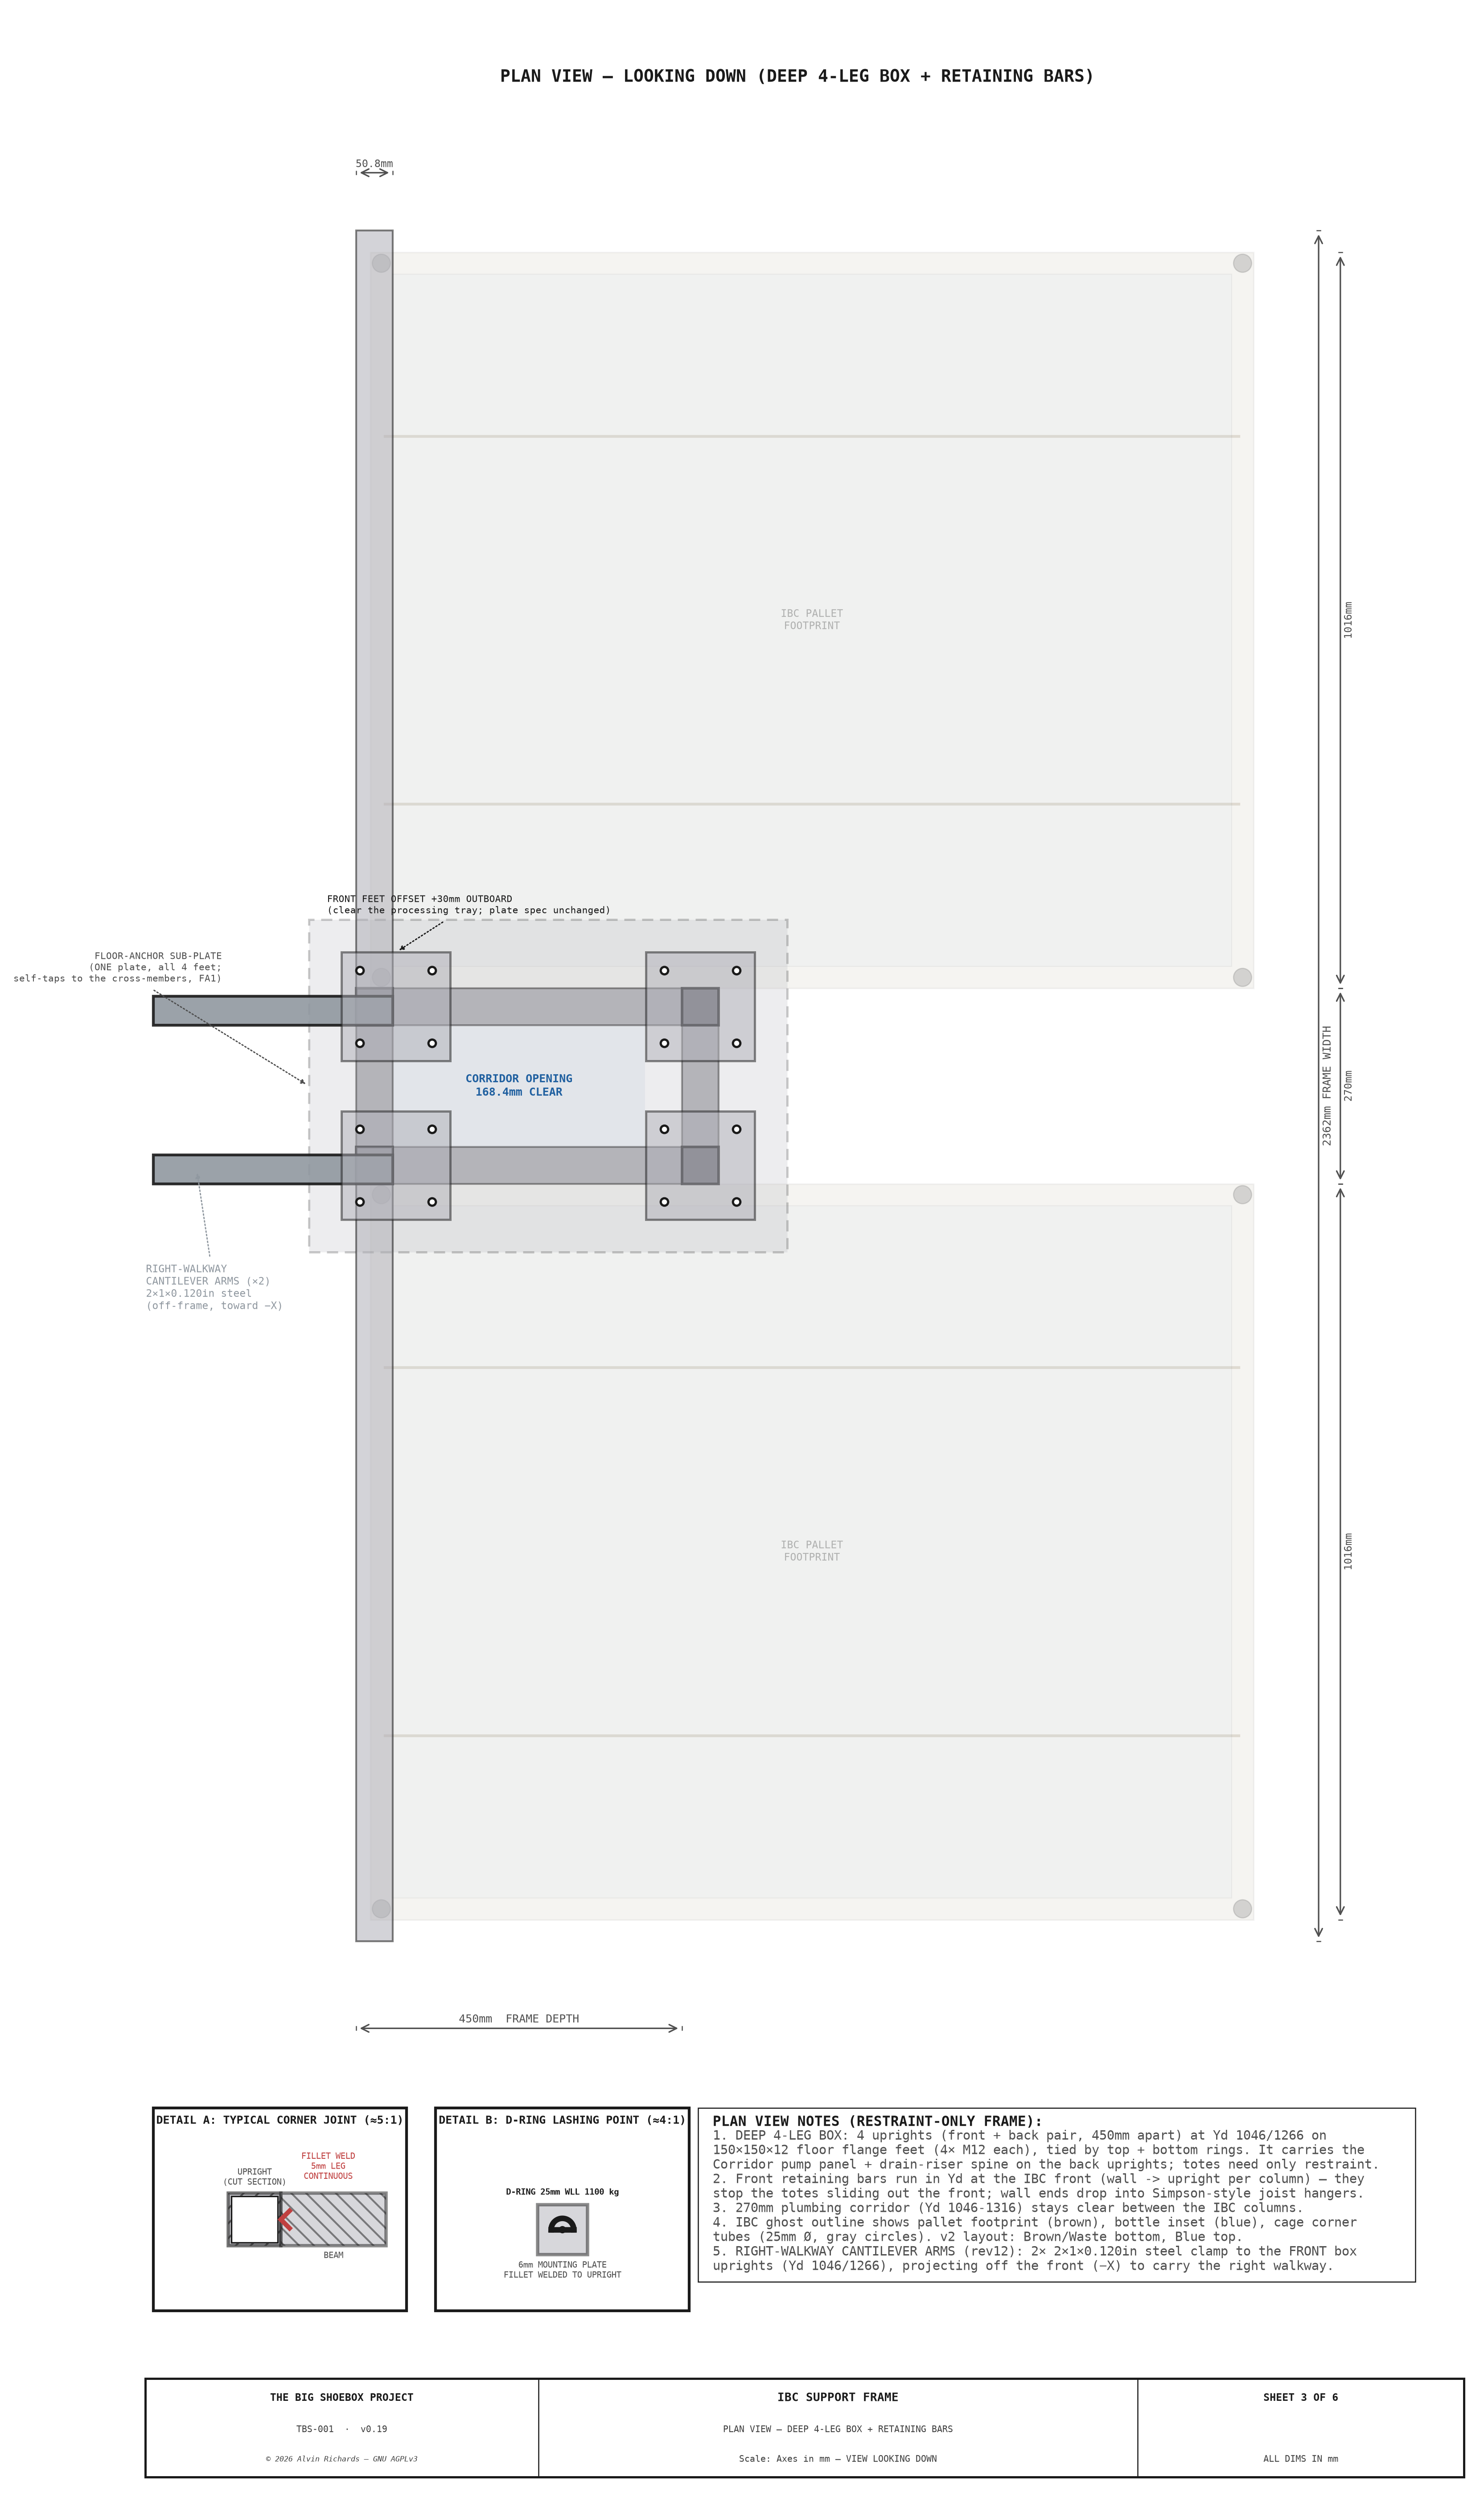 PLAN VIEW — LOOKING DOWN (DEEP 4-LEG BOX + RETAINING BARS)
50.8mm
IBC PALLET
FOOTPRINT
1016mm
FRONT FEET OFFSET +30mm OUTBOARD
(clear the processing tray; plate spec unchanged)
FLOOR-ANCHOR SUB-PLATE
(ONE plate, all 4 feet;
self-taps to the cross-members, FA1)
CORRIDOR OPENING
168.4mm CLEAR
2362mm FRAME WIDTH
270mm
RIGHT-WALKWAY
CANTILEVER ARMS (×2)
2×1×0.120in steel
(off-frame, toward −X)
IBC PALLET
FOOTPRINT
1016mm
450mm  FRAME DEPTH
DETAIL A: TYPICAL CORNER JOINT (≈5:1)
FILLET WELD
5mm LEG
CONTINUOUS
UPRIGHT
(CUT SECTION)
BEAM
DETAIL B: D-RING LASHING POINT (≈4:1)
D-RING 25mm WLL 1100 kg
6mm MOUNTING PLATE
FILLET WELDED TO UPRIGHT
PLAN VIEW NOTES (RESTRAINT-ONLY FRAME):
1. DEEP 4-LEG BOX: 4 uprights (front + back pair, 450mm apart) at Yd 1046/1266 on
150×150×12 floor flange feet (4× M12 each), tied by top + bottom rings. It carries the
Corridor pump panel + drain-riser spine on the back uprights; totes need only restraint.
2. Front retaining bars run in Yd at the IBC front (wall -> upright per column) — they
stop the totes sliding out the front; wall ends drop into Simpson-style joist hangers.
3. 270mm plumbing corridor (Yd 1046-1316) stays clear between the IBC columns.
4. IBC ghost outline shows pallet footprint (brown), bottle inset (blue), cage corner
tubes (25mm Ø, gray circles). v2 layout: Brown/Waste bottom, Blue top.
5. RIGHT-WALKWAY CANTILEVER ARMS (rev12): 2× 2×1×0.120in steel clamp to the FRONT box
uprights (Yd 1046/1266), projecting off the front (−X) to carry the right walkway.
THE BIG SHOEBOX PROJECT
TBS-001  ·  v0.19
© 2026 Alvin Richards — GNU AGPLv3
IBC SUPPORT FRAME
PLAN VIEW — DEEP 4-LEG BOX + RETAINING BARS
Scale: Axes in mm — VIEW LOOKING DOWN
SHEET 3 OF 6
ALL DIMS IN mm